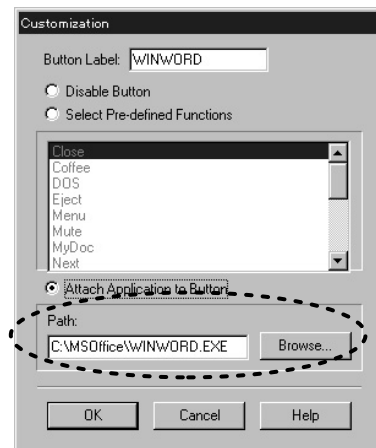 Customization
Button Label: WINWORD
Disable Button
Select Pre-defined Functions
Close
Coffee
DOS
Eject
Menu
Mute
MyDoc
Next
Attach Application to Button
Path:
C:\MSOffice\WINWORD.EXE Browse...
OK Cancel Help